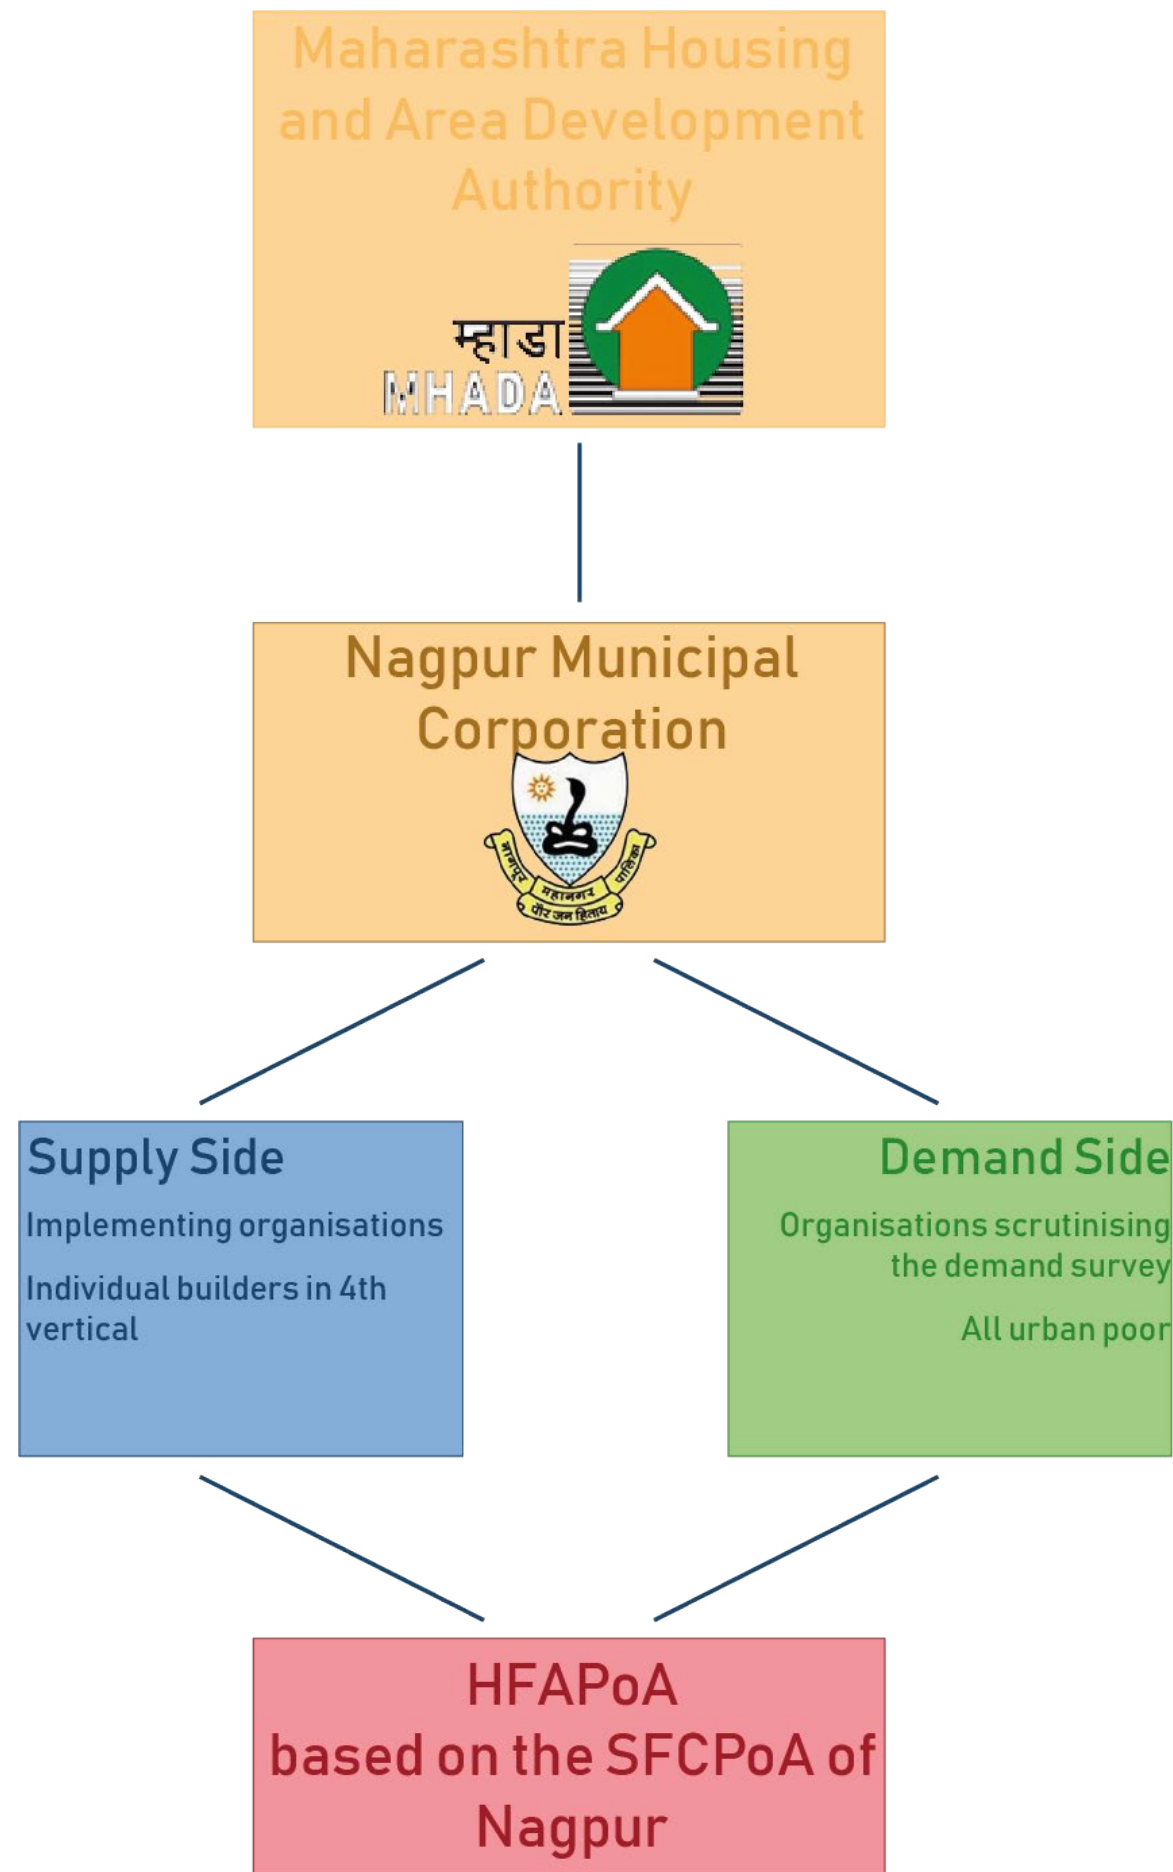 Maharashtra Housing
and Area Development
Authority
म्हाडा
MHADA
Nagpur Municipal
Corporation
नागपूर
महानगर
पालिका
पौर जन हिताय
Supply Side
Implementing organisations
Individual builders in 4th
vertical
Demand Side
Organisations scrutinising
the demand survey
All urban poor
HFAPoA
based on the SFCPoA of
Nagpur